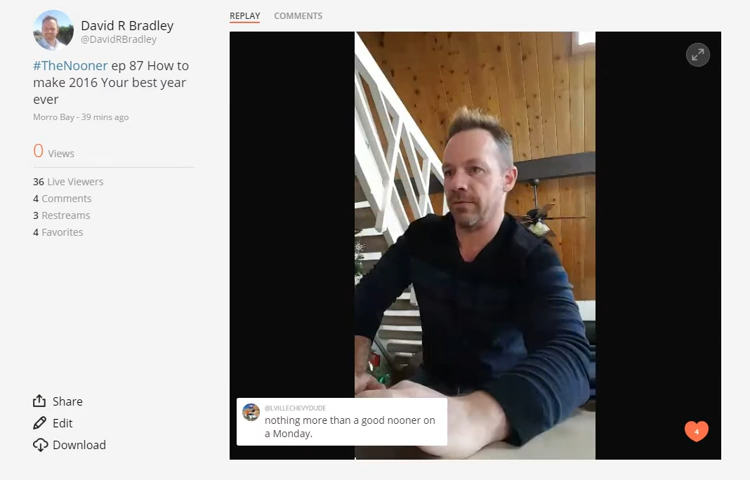 David R Bradley
@DavidRBradley
#TheNooner ep 87 How to
make 2016 Your best year
ever
Morro Bay - 39 mins ago
0 Views
36 Live Viewers
4 Comments
3 Restreams
4 Favorites
Share
Edit
Download
REPLAY COMMENTS
@LVILLECHEVYDUDE
nothing more than a good nooner on
a Monday.
4